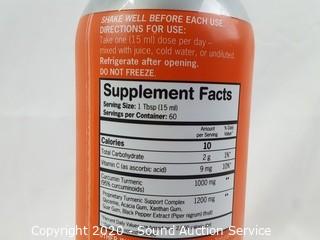 SHAKE WELL BEFORE EACH USE
DIRECTIONS FOR USE:
Take one (15 ml) dose per day–
mixed with juice, cold water, or undiluted.
Refrigerate after opening.
DO NOT FREEZE.
Supplement Facts
Serving Size: 1 Tbsp (15 ml)
Servings per Container: 60
Amount per Serving
% Daily Value*
Calories 10
Total Carbohydrate 2 g 1%*
Vitamin C (as ascorbic acid) 9 mg 10%*
Curcumin Turmeric 1000 mg **
(95% curcuminoids)
Proprietary Turmeric Support Complex 1200 mg **
Glycerine, Acacia Gum, Xanthan Gum,
Guar Gum, Black Pepper Extract (Piper nigrum) (fruit)
Copyright 2020 - Sound Auction Service